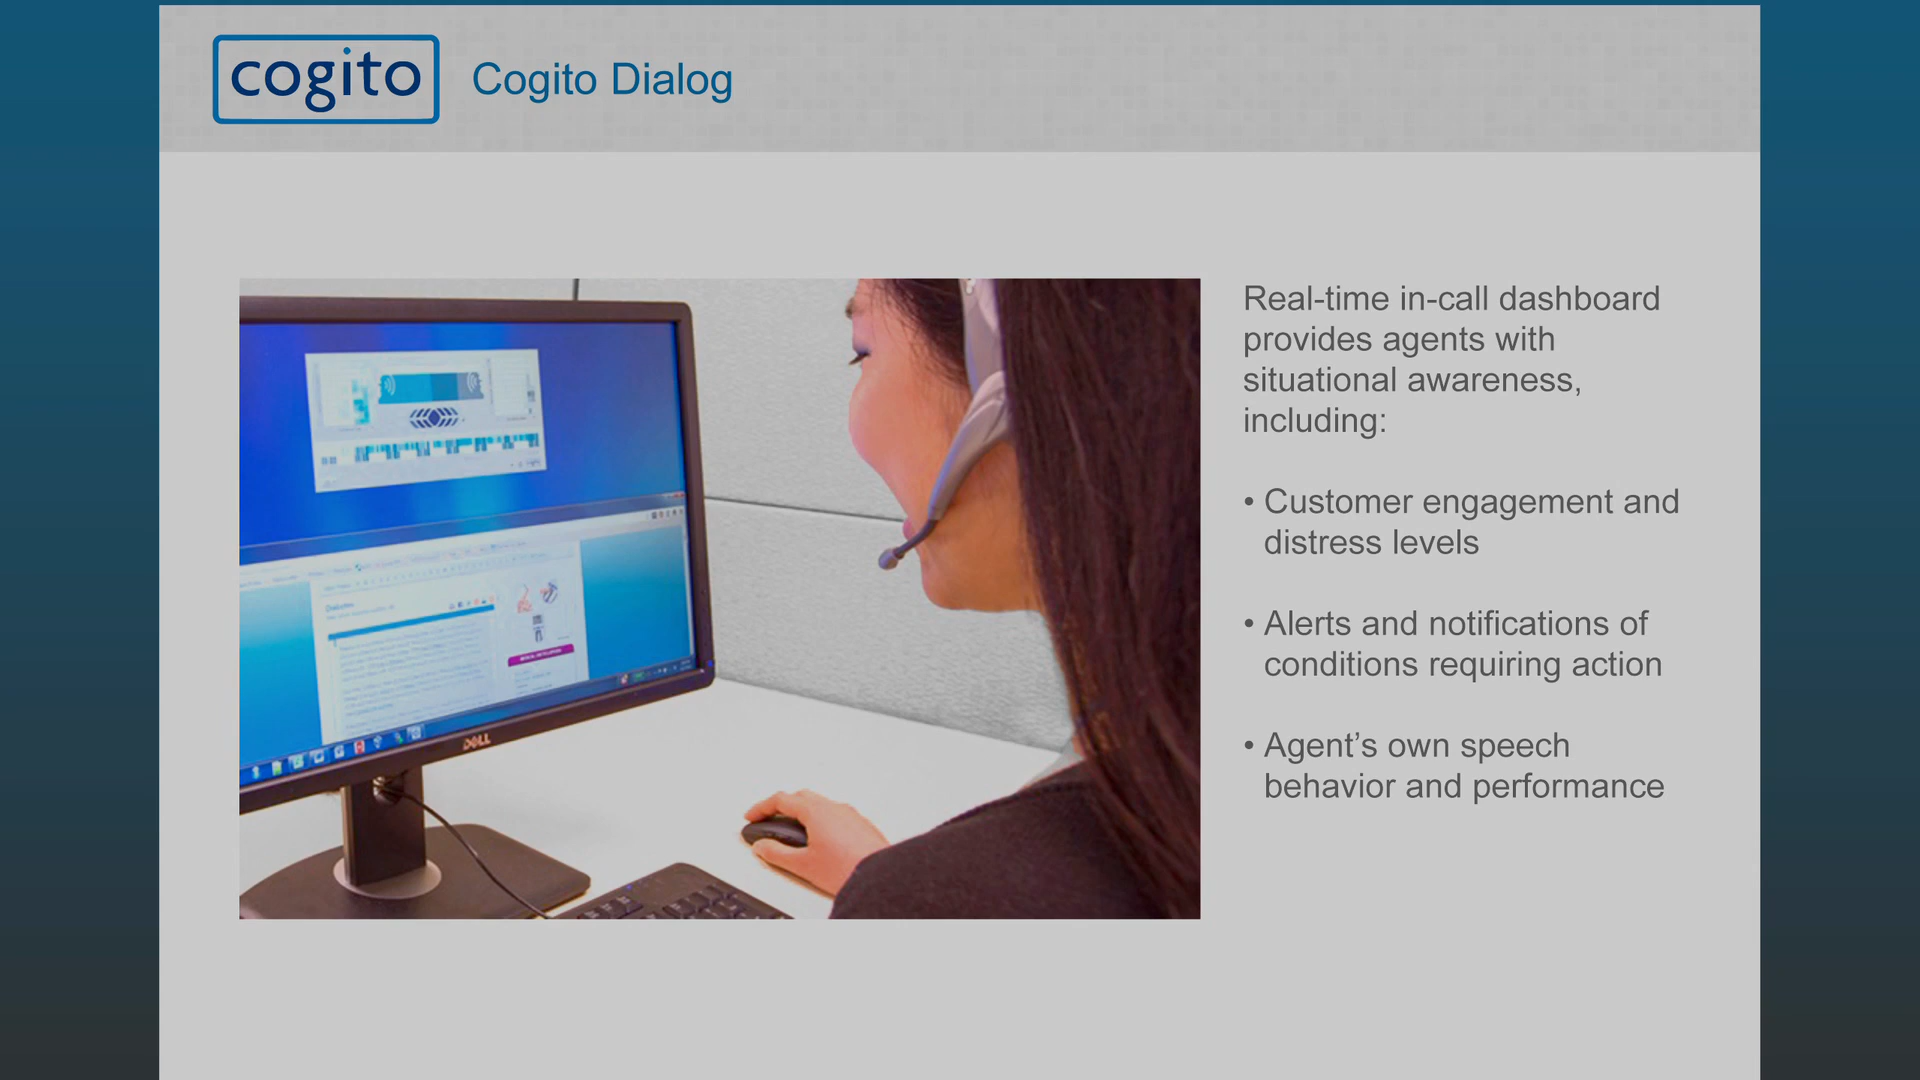 cogito
Cogito Dialog
Real-time in-call dashboard
provides agents with
situational awareness,
including:
• Customer engagement and
distress levels
• Alerts and notifications of
conditions requiring action
• Agent’s own speech
behavior and performance
DELL